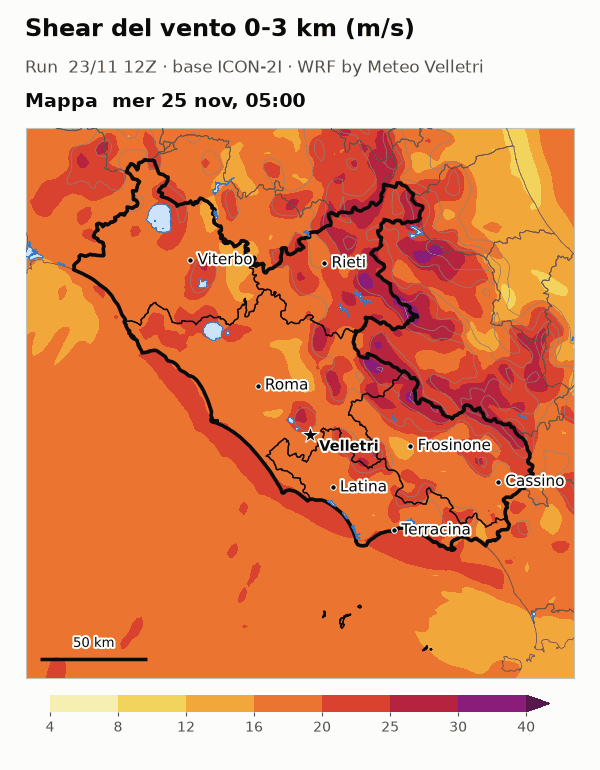 Shear del vento 0-3 km (m/s)
Run  23/11 12Z · base ICON-2I · WRF by Meteo Velletri
Mappa  mer 25 nov, 05:00
Viterbo
Rieti
Roma
Velletri
Frosinone
Cassino
Latina
Terracina
50 km
4 8 12 16 20 25 30 40